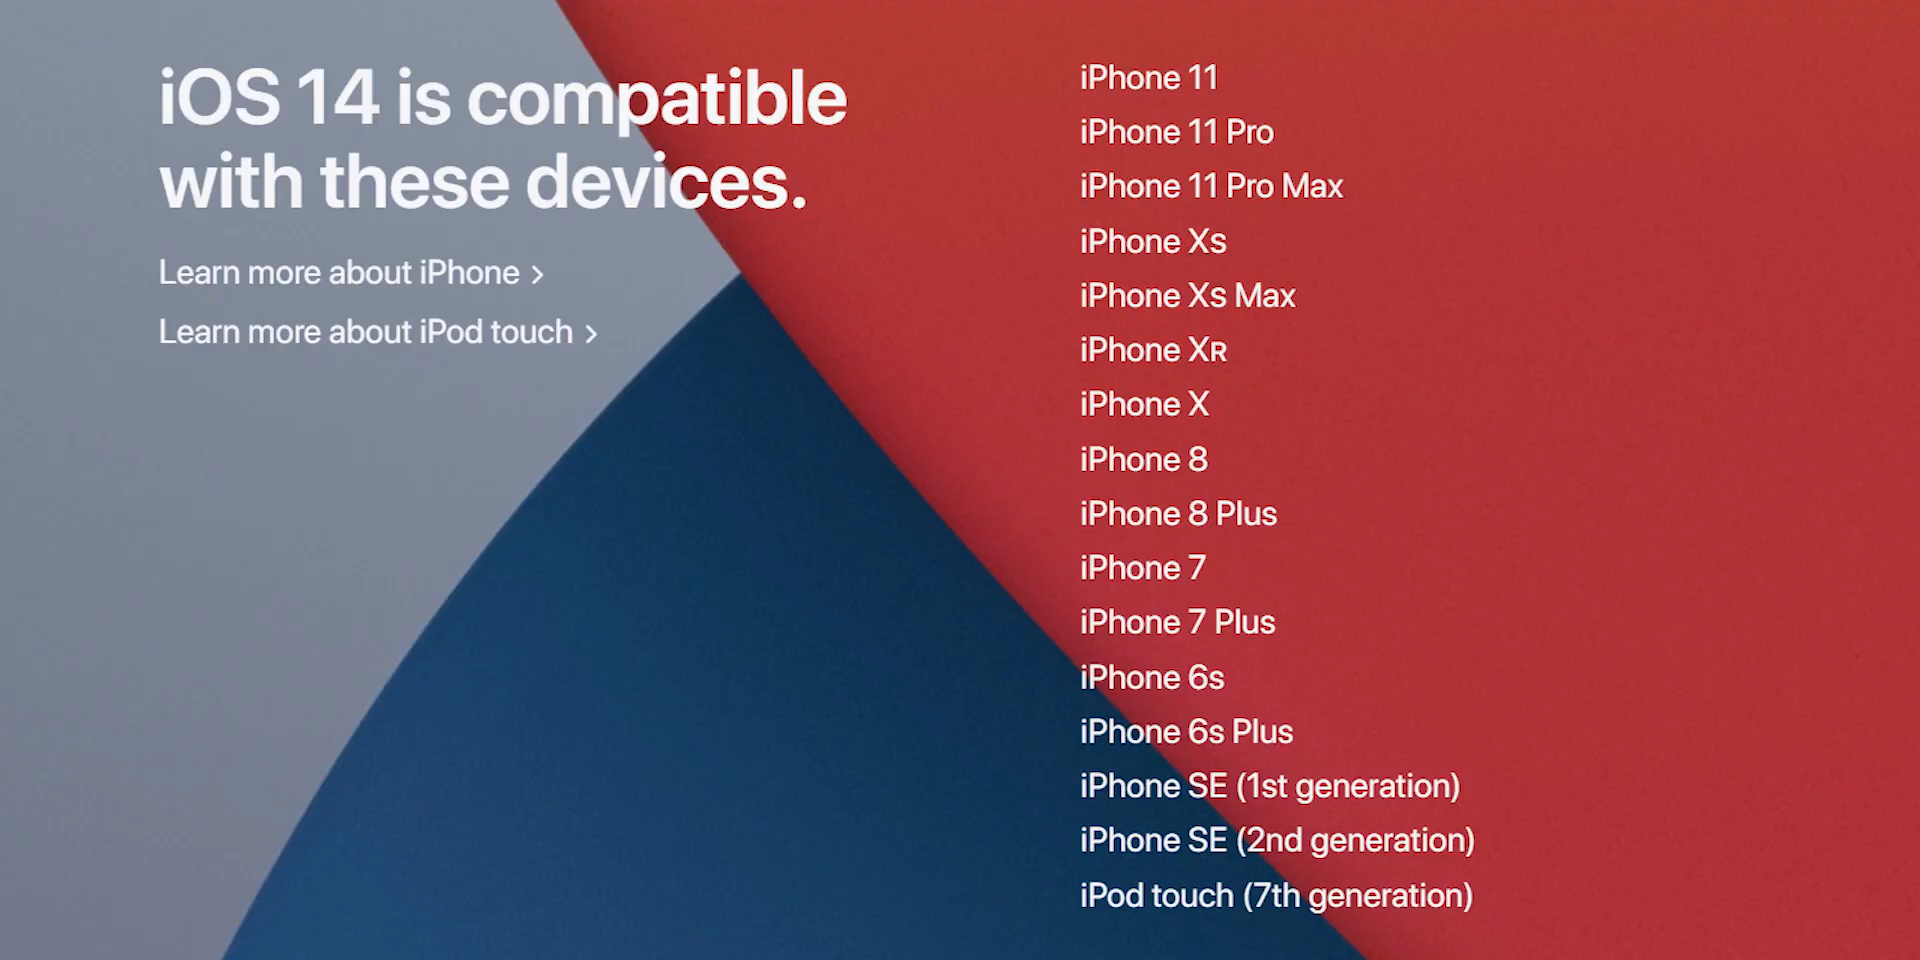 iOS 14 is compatible
with these devices.
Learn more about iPhone >
Learn more about iPod touch >
iPhone 11
iPhone 11 Pro
iPhone 11 Pro Max
iPhone Xs
iPhone Xs Max
iPhone XR
iPhone X
iPhone 8
iPhone 8 Plus
iPhone 7
iPhone 7 Plus
iPhone 6s
iPhone 6s Plus
iPhone SE (1st generation)
iPhone SE (2nd generation)
iPod touch (7th generation)